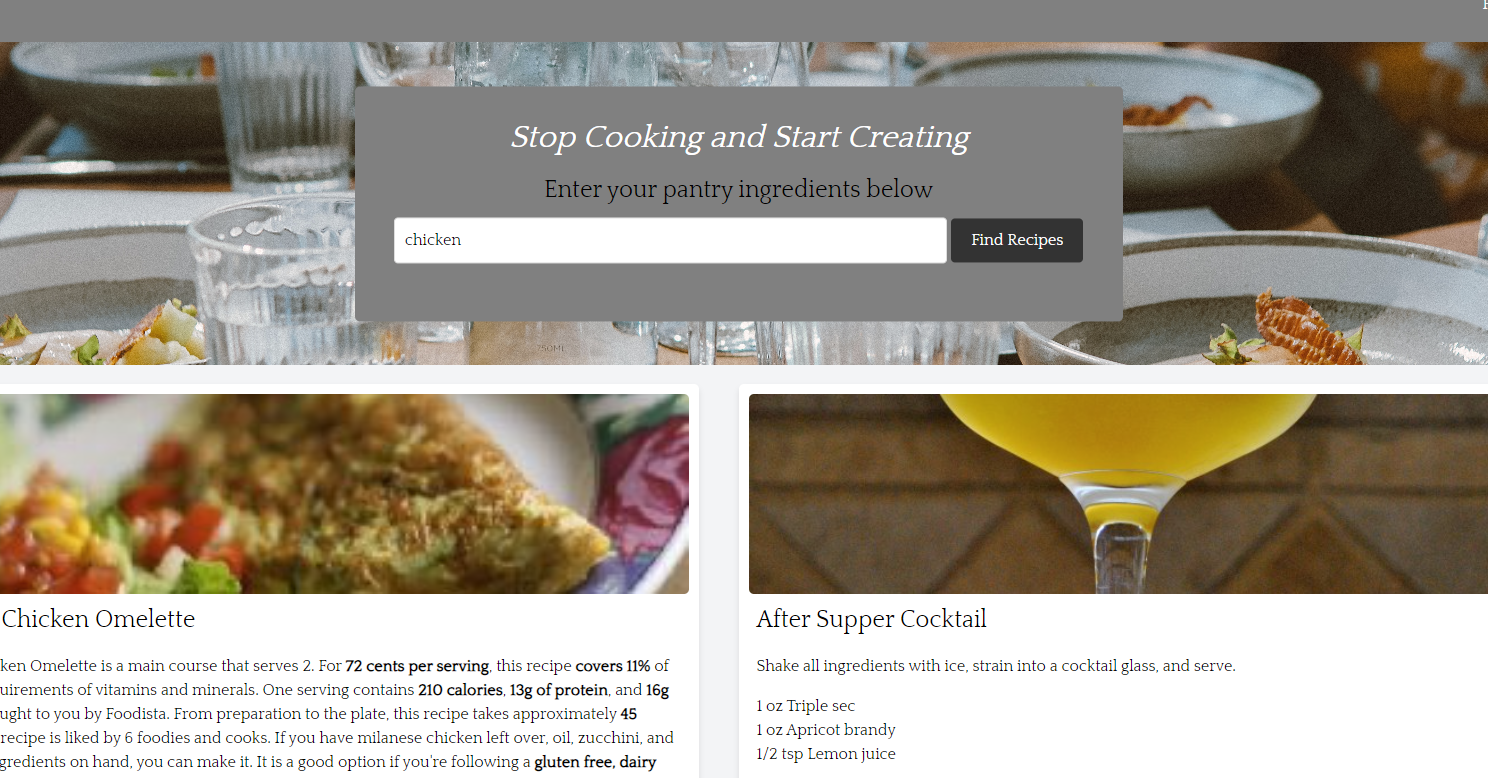 Stop Cooking and Start Creating
Enter your pantry ingredients below
chicken
Find Recipes
750ML
Chicken Omelette
ken Omelette is a main course that serves 2. For 72 cents per serving, this recipe covers 11% of
uirements of vitamins and minerals. One serving contains 210 calories, 13g of protein, and 16g
ught to you by Foodista. From preparation to the plate, this recipe takes approximately 45
recipe is liked by 6 foodies and cooks. If you have milanese chicken left over, oil, zucchini, and
gredients on hand, you can make it. It is a good option if you're following a gluten free, dairy
After Supper Cocktail
Shake all ingredients with ice, strain into a cocktail glass, and serve.
1 oz Triple sec
1 oz Apricot brandy
1/2 tsp Lemon juice